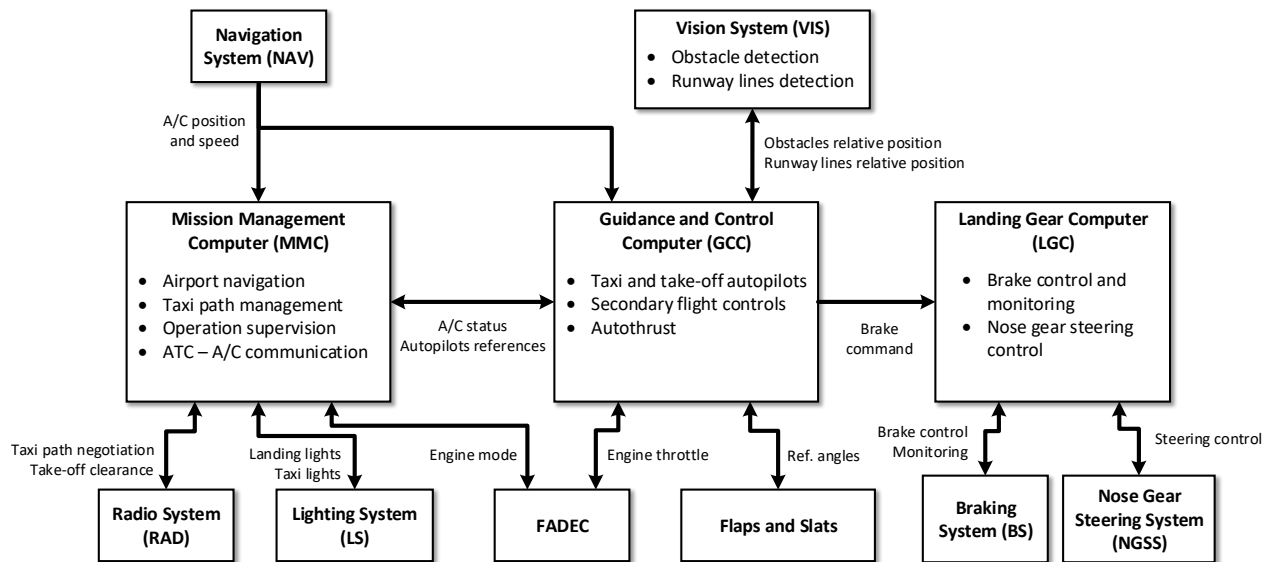 Navigation
System (NAV)
Vision System (VIS)
• Obstacle detection
• Runway lines detection
A/C position
and speed
Obstacles relative position
Runway lines relative position
Mission Management
Computer (MMC)
• Airport navigation
• Taxi path management
• Operation supervision
• ATC – A/C communication
A/C status
Autopilots references
Guidance and Control
Computer (GCC)
• Taxi and take-off autopilots
• Secondary flight controls
• Autothrust
Brake
command
Landing Gear Computer
(LGC)
• Brake control and
monitoring
• Nose gear steering
control
Taxi path negotiation
Take-off clearance
Landing lights
Taxi lights
Engine mode
Engine throttle
Ref. angles
Brake control
Monitoring
Steering control
Radio System
(RAD)
Lighting System
(LS)
FADEC
Flaps and Slats
Braking
System (BS)
Nose Gear
Steering System
(NGSS)